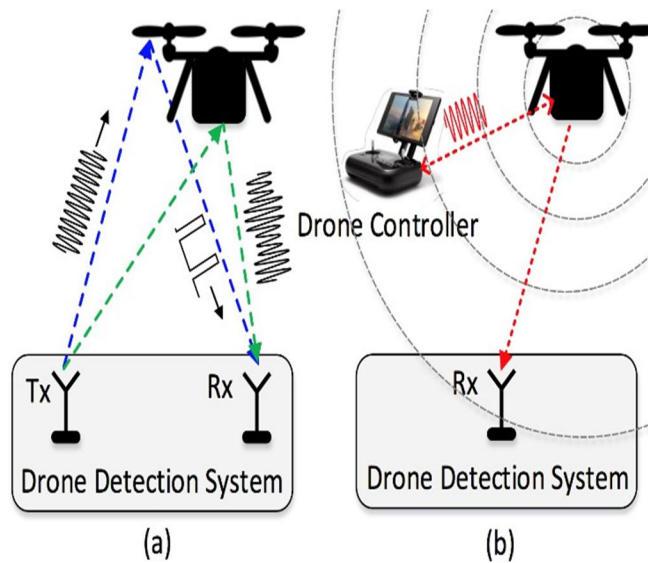 Drone Controller
Tx
Rx
Drone Detection System
(a)
Rx
Drone Detection System
(b)